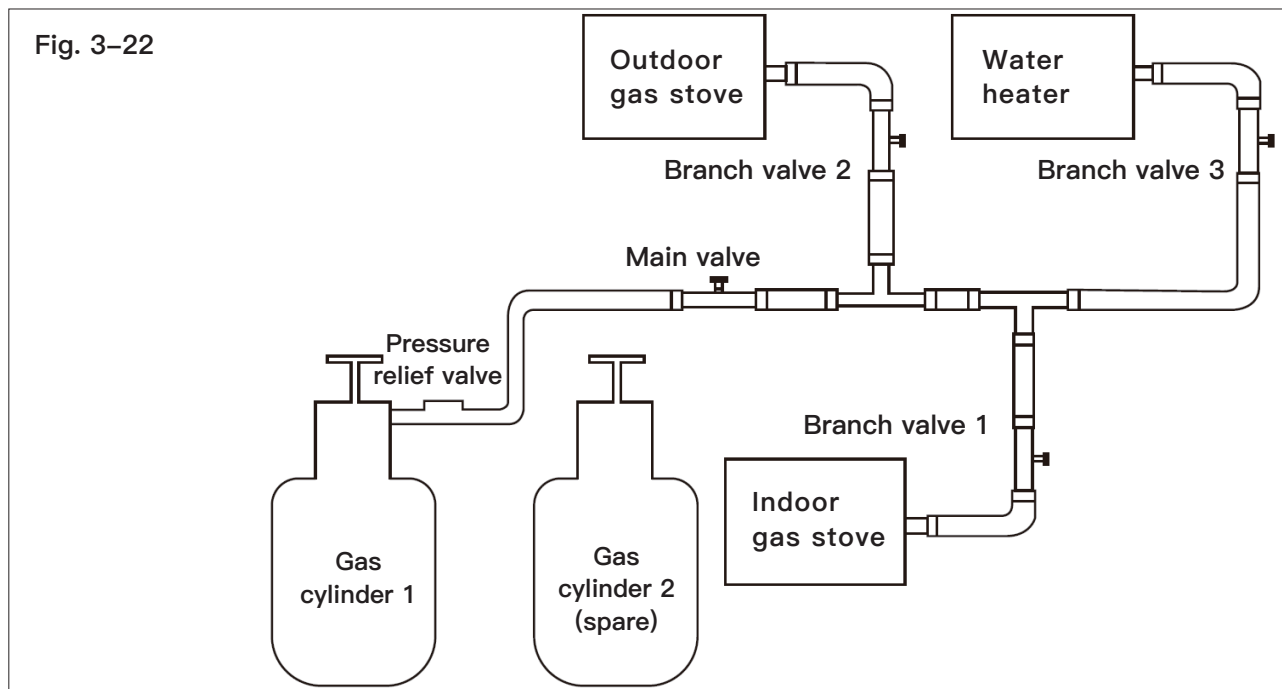 Fig. 3–22
Outdoor
gas stove
Water
heater
Branch valve 2
Branch valve 3
Main valve
Pressure
relief valve
Branch valve 1
Indoor
gas stove
Gas
cylinder 1
Gas
cylinder 2
(spare)